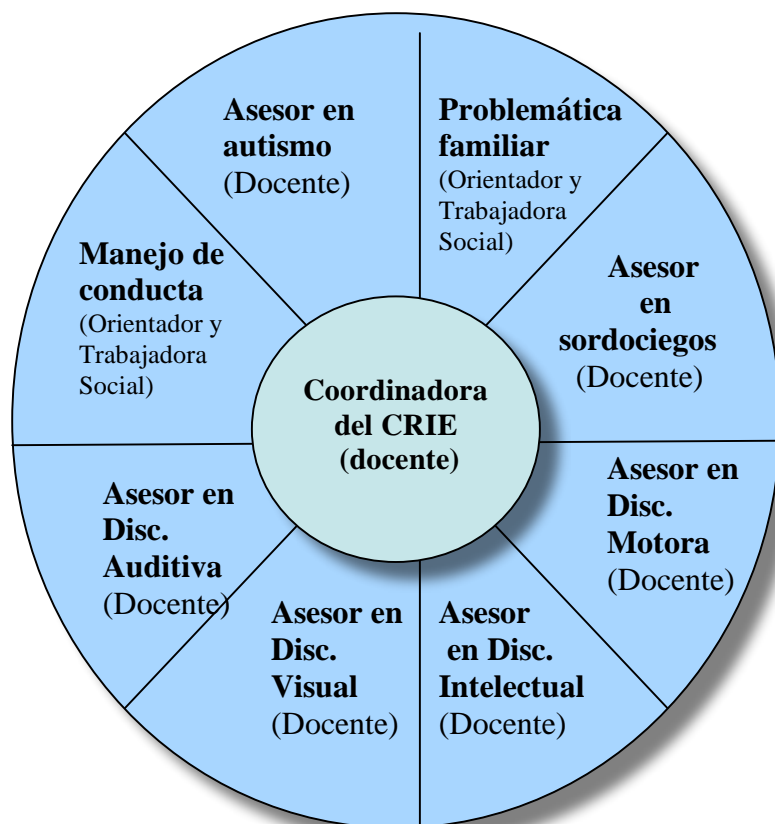 Asesor en
autismo
(Docente)
Problemática
familiar
(Orientador y
Trabajadora
Social)
Manejo de
conducta
(Orientador y
Trabajadora
Social)
Asesor
en
sordociegos
(Docente)
Coordinadora
del CRIE
(docente)
Asesor en
Disc.
Auditiva
(Docente)
Asesor en
Disc.
Motora
(Docente)
Asesor en
Disc.
Visual
(Docente)
Asesor
en Disc.
Intelectual
(Docente)